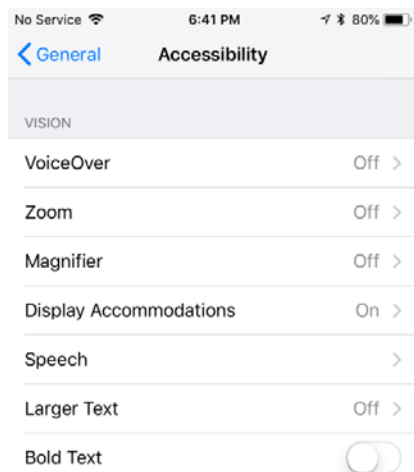 No Service 6:41 PM 80%
General Accessibility
VISION
VoiceOver Off
Zoom Off
Magnifier Off
Display Accommodations On
Speech
Larger Text Off
Bold Text